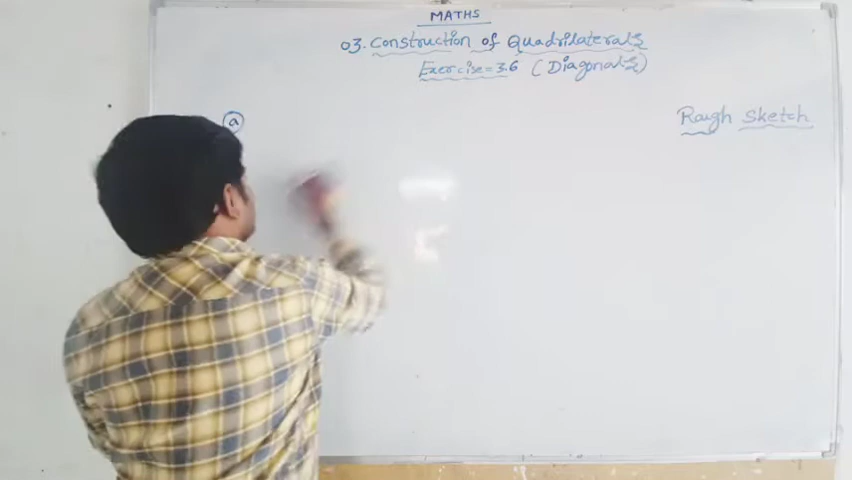 MATHS
03. Construction of Quadrilaterals
Exercise=3.6 (Diagonals)
a
Rough Sketch